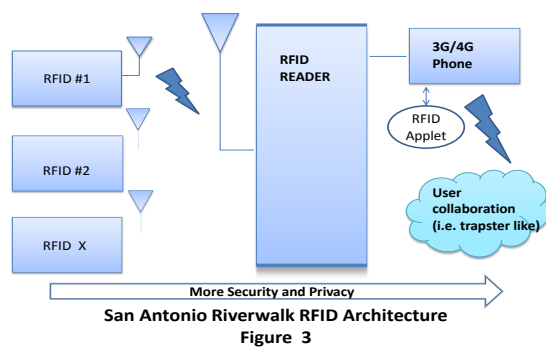 RFID #1
RFID #2
RFID X
RFID
READER
3G/4G
Phone
RFID
Applet
User
collaboration
(i.e. trapster like)
More Security and Privacy
San Antonio Riverwalk RFID Architecture
Figure 3